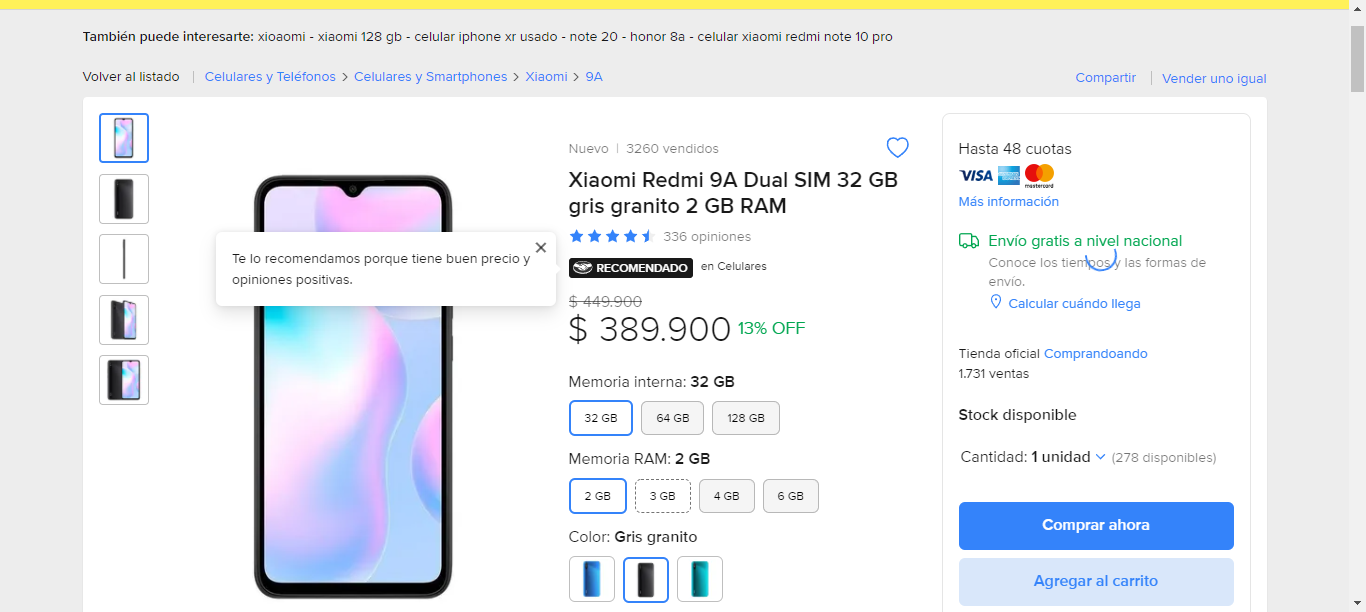 También puede interesarte: xioaomi - xiaomi 128 gb - celular iphone xr usado - note 20 - honor 8a - celular xiaomi redmi note 10 pro
Volver al listado | Celulares y Teléfonos > Celulares y Smartphones > Xiaomi > 9A
Compartir | Vender uno igual
Nuevo | 3260 vendidos
Xiaomi Redmi 9A Dual SIM 32 GB
gris granito 2 GB RAM
336 opiniones
Te lo recomendamos porque tiene buen precio y
opiniones positivas.
RECOMENDADO en Celulares
$ 449.900
$ 389.900 13% OFF
Memoria interna: 32 GB
32 GB 64 GB 128 GB
Memoria RAM: 2 GB
2 GB 3 GB 4 GB 6 GB
Color: Gris granito
Hasta 48 cuotas
VISA mastercard
Más información
Envío gratis a nivel nacional
Conoce los tiempos y las formas de
envío.
Calcular cuándo llega
Tienda oficial Comprandoando
1.731 ventas
Stock disponible
Cantidad: 1 unidad (278 disponibles)
Comprar ahora
Agregar al carrito